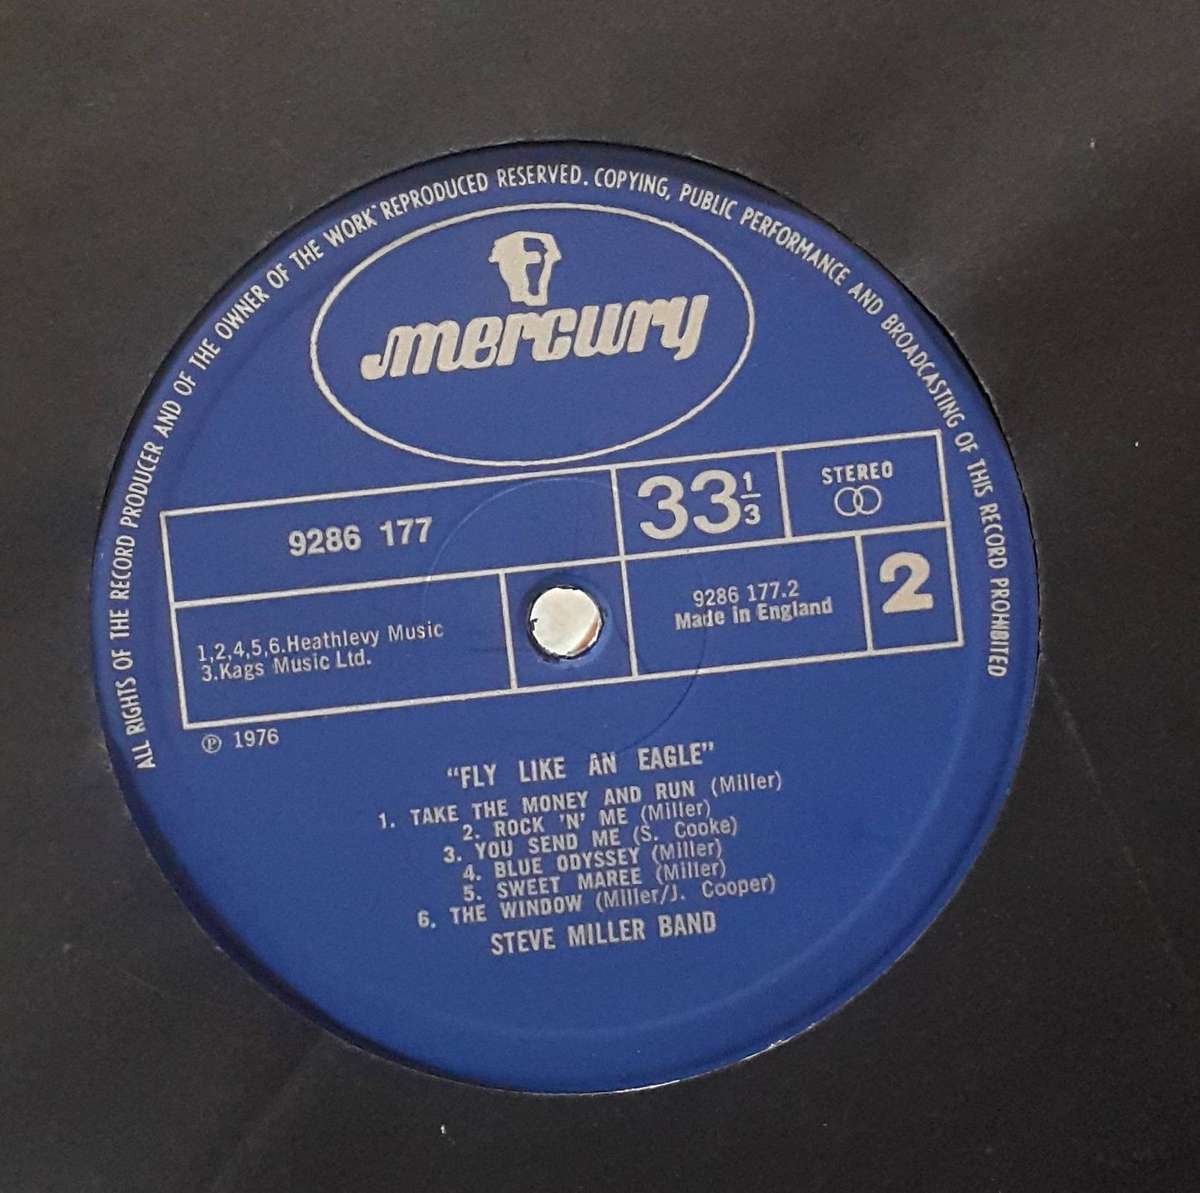 ALL RIGHTS OF THE RECORD PRODUCER AND OF THE OWNER OF THE WORK REPRODUCED RESERVED. COPYING, PUBLIC PERFORMANCE AND BROADCASTING OF THIS RECORD PROHIBITED
mercury
9286 177
33 1/3
STEREO
1,2,4,5,6.Heathlevy Music
3.Kags Music Ltd.
9286 177.2
Made in England
2
℗ 1976
"FLY LIKE AN EAGLE"
1. TAKE THE MONEY AND RUN (Miller)
2. ROCK 'N' ME (Miller)
3. YOU SEND ME (S. Cooke)
4. BLUE ODYSSEY (Miller)
5. SWEET MAREE (Miller)
6. THE WINDOW (Miller/J. Cooper)
STEVE MILLER BAND